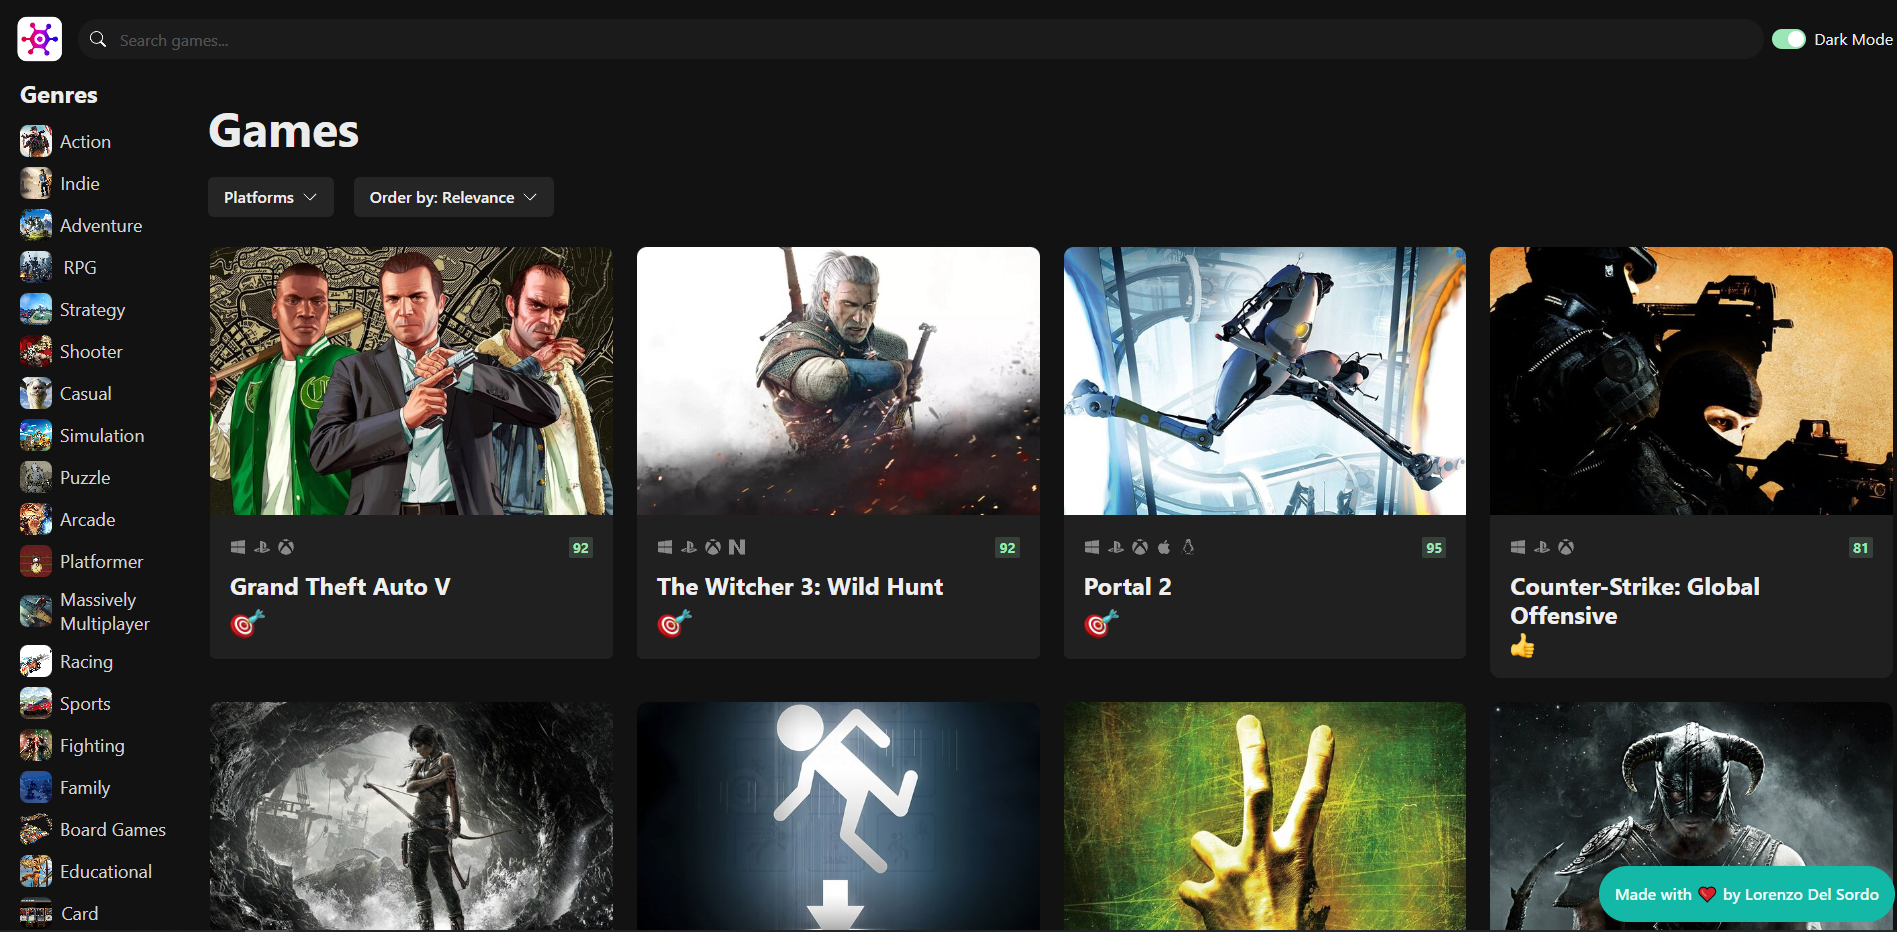 Search games...
Dark Mode
Genres
Action
Indie
Adventure
RPG
Strategy
Shooter
Casual
Simulation
Puzzle
Arcade
Platformer
Massively
Multiplayer
Racing
Sports
Fighting
Family
Board Games
Educational
Card
Games
Platforms
Order by: Relevance
92
Grand Theft Auto V
92
The Witcher 3: Wild Hunt
95
Portal 2
81
Counter-Strike: Global
Offensive
Made with ❤️ by Lorenzo Del Sordo